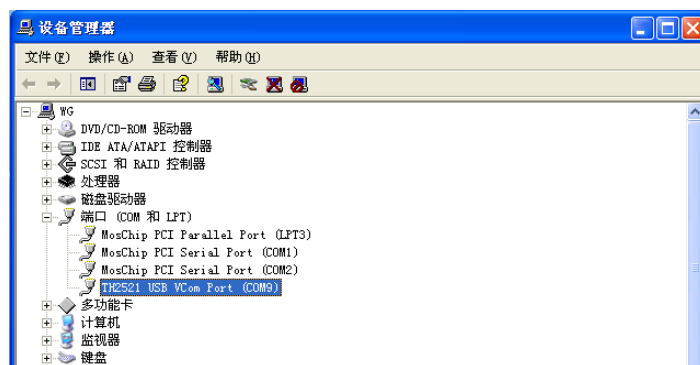 设备管理器
文件(F) 操作(A) 查看(V) 帮助(H)
WG
DVD/CD-ROM 驱动器
IDE ATA/ATAPI 控制器
SCSI 和 RAID 控制器
处理器
磁盘驱动器
端口 (COM 和 LPT)
MosChip PCI Parallel Port (LPT3)
MosChip PCI Serial Port (COM1)
MosChip PCI Serial Port (COM2)
TH2521 USB VCom Port (COM9)
多功能卡
计算机
监视器
键盘